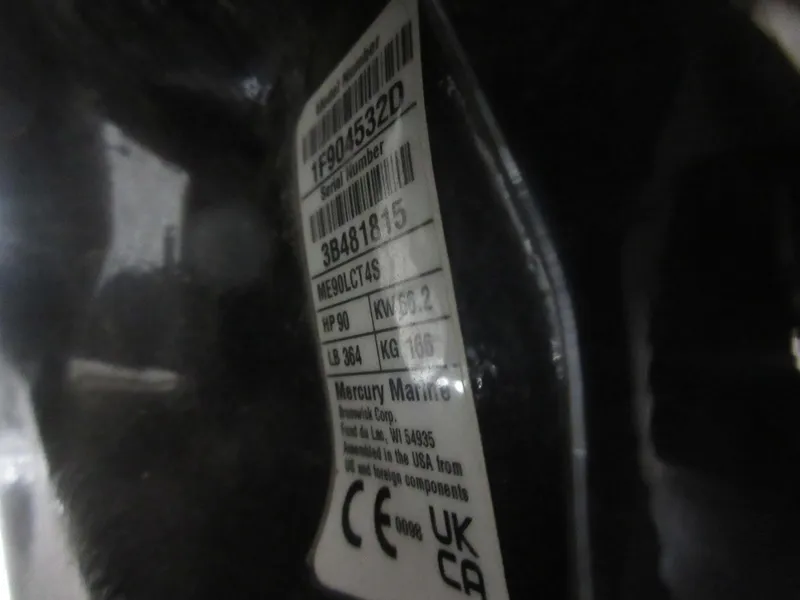 Model Number
1F904532D
Serial Number
3B481815
ME90LCT4S
HP 90 KW 66.2
LB 364 KG 165
Mercury Marine
Brunswick Corp.
Fond du Lac, WI 54935
Assembled in the USA from
US and foreign components
CE 0098 UK
CA